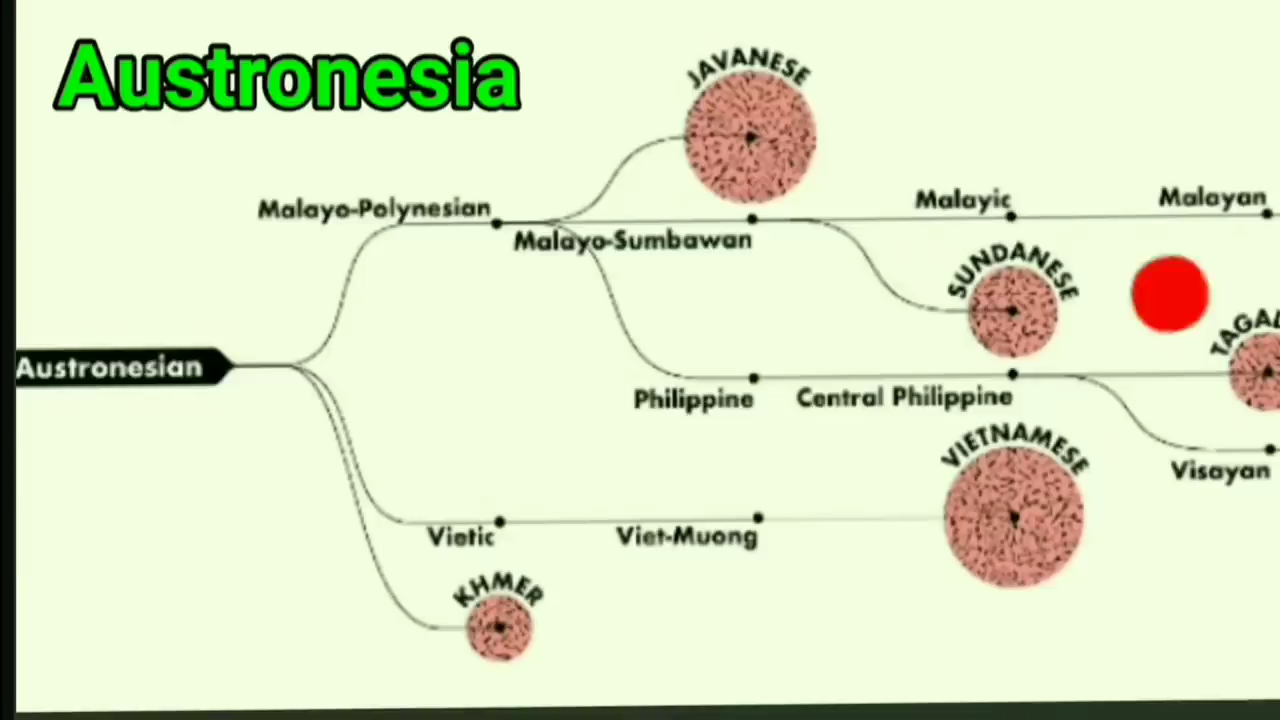 Austronesia
JAVANESE
Malayo-Polynesian
Malayic
Malayan
Malayo-Sumbawan
SUNDANESE
TAGAL
Austronesian
Philippine
Central Philippine
VIETNAMESE
Visayan
Vietic
Viet-Muong
KHMER